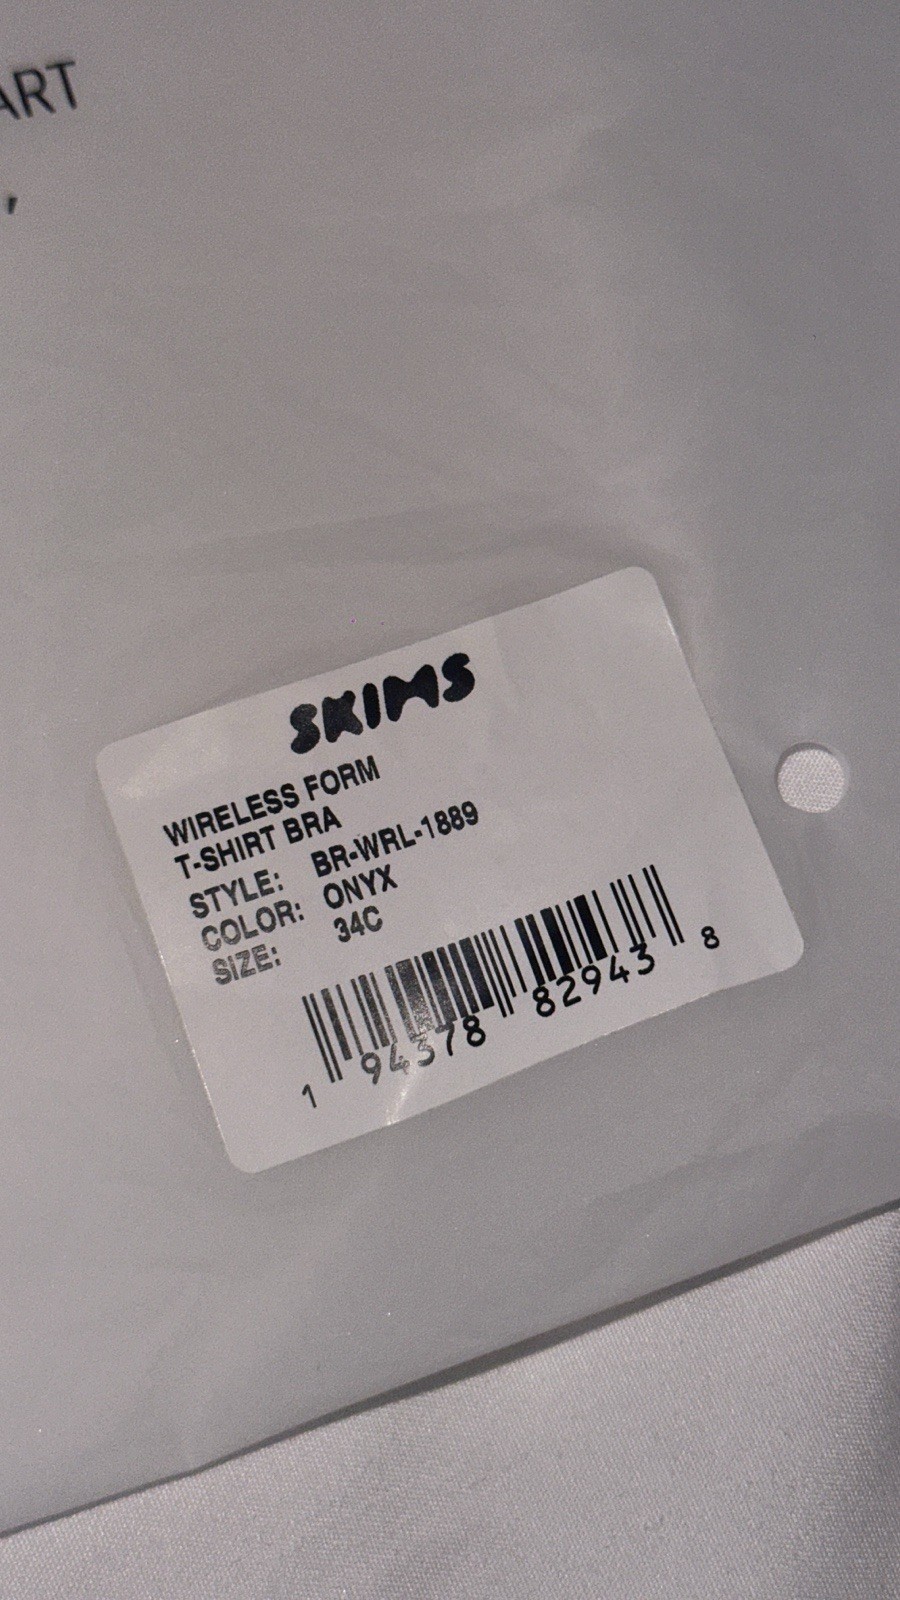 ART
,
SKIMS
WIRELESS FORM
T-SHIRT BRA
STYLE: BR-WRL-1889
COLOR: ONYX
SIZE: 34C
1 94378 82943 8